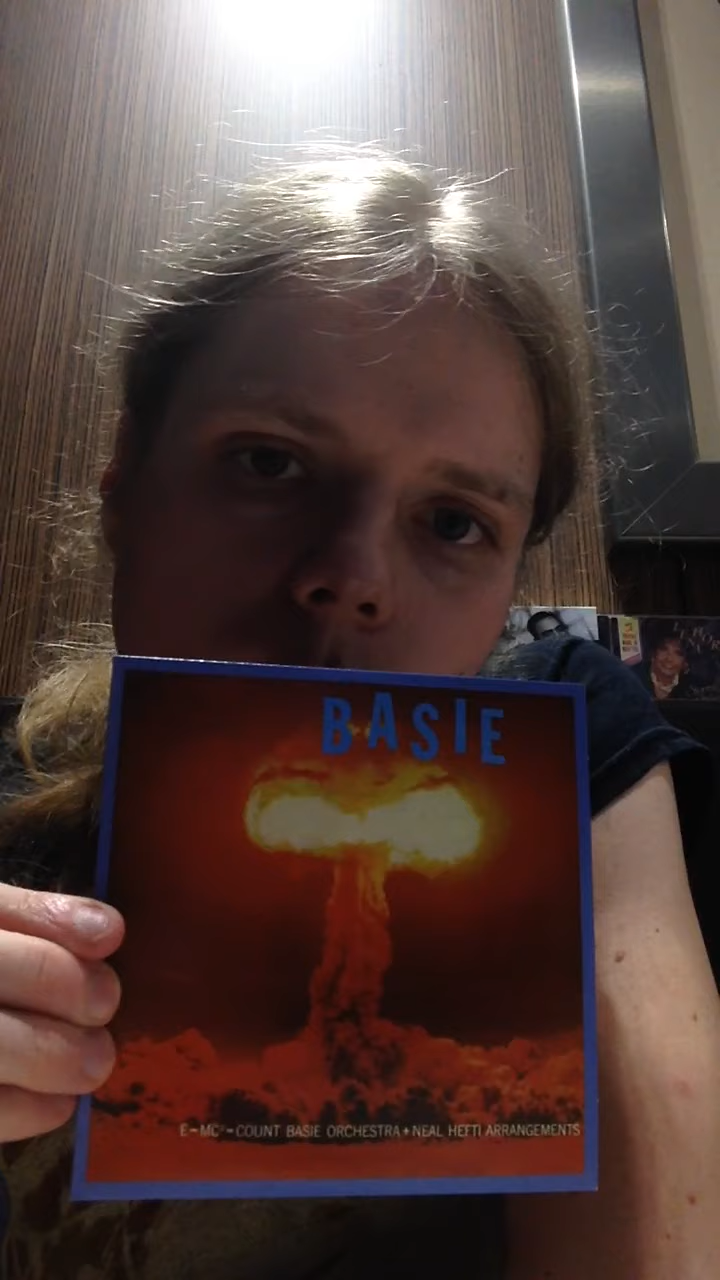 BASIE
E=MC²=COUNT BASIE ORCHESTRA+NEAL HEFTI ARRANGEMENTS